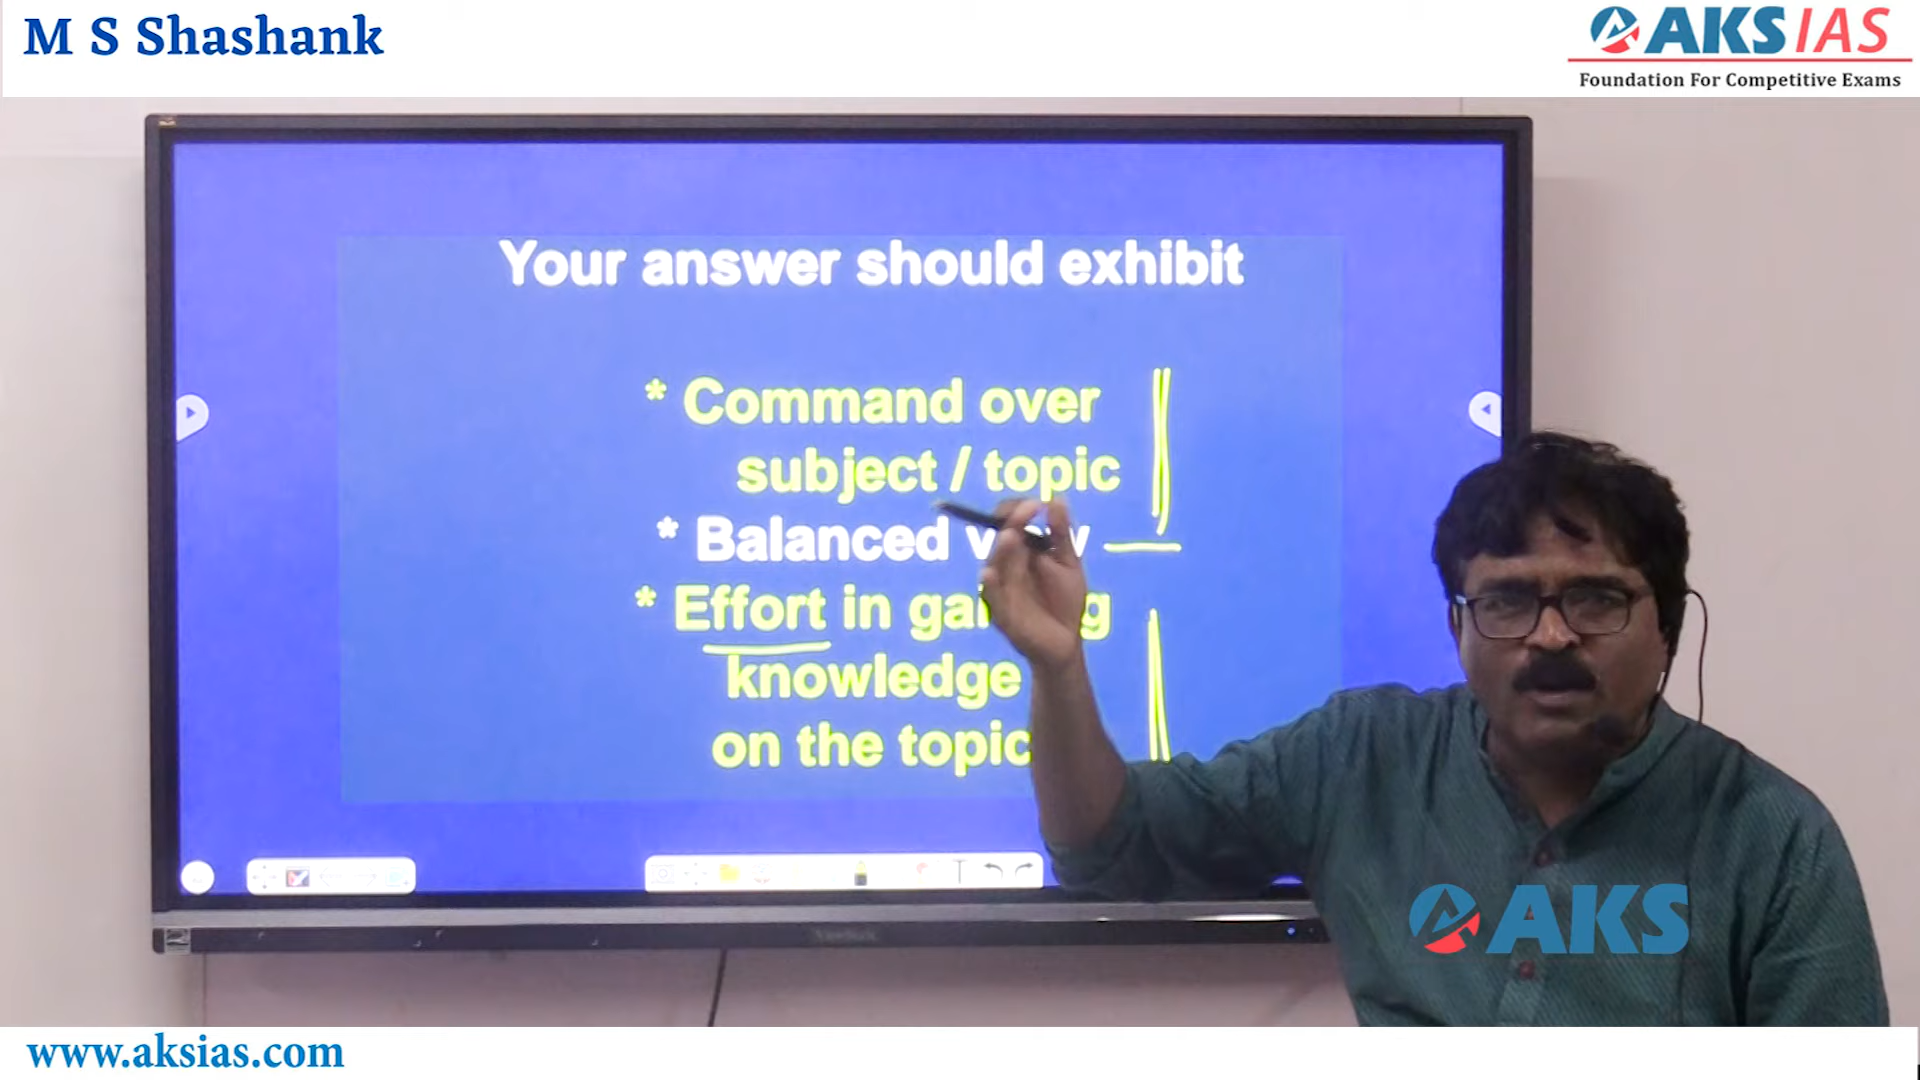 M S Shashank
AKS IAS
Foundation For Competitive Exams
Your answer should exhibit
* Command over
subject / topic
* Balanced
* Effort in
knowledge
on the topic
AKS
www.aksias.com